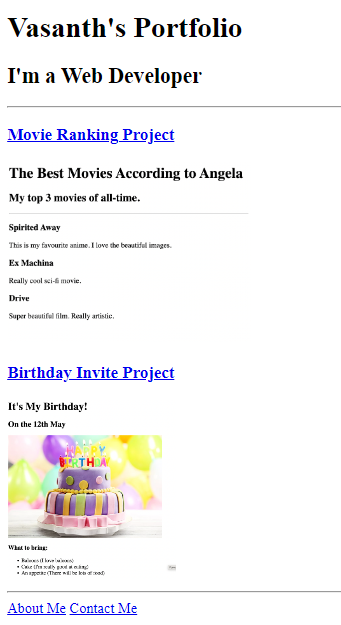 Vasanth's Portfolio
I'm a Web Developer
Movie Ranking Project
The Best Movies According to Angela
My top 3 movies of all-time.
Spirited Away
This is my favourite anime. I love the beautiful images.
Ex Machina
Really cool sci-fi movie.
Drive
Super beautiful film. Really artistic.
Birthday Invite Project
It's My Birthday!
On the 12th May
HAPPY
BIRTHDAY
What to bring:
Baloons (I love baloons)
Cake (I'm really good at eating)
An appetite (There will be lots of food)
About Me Contact Me